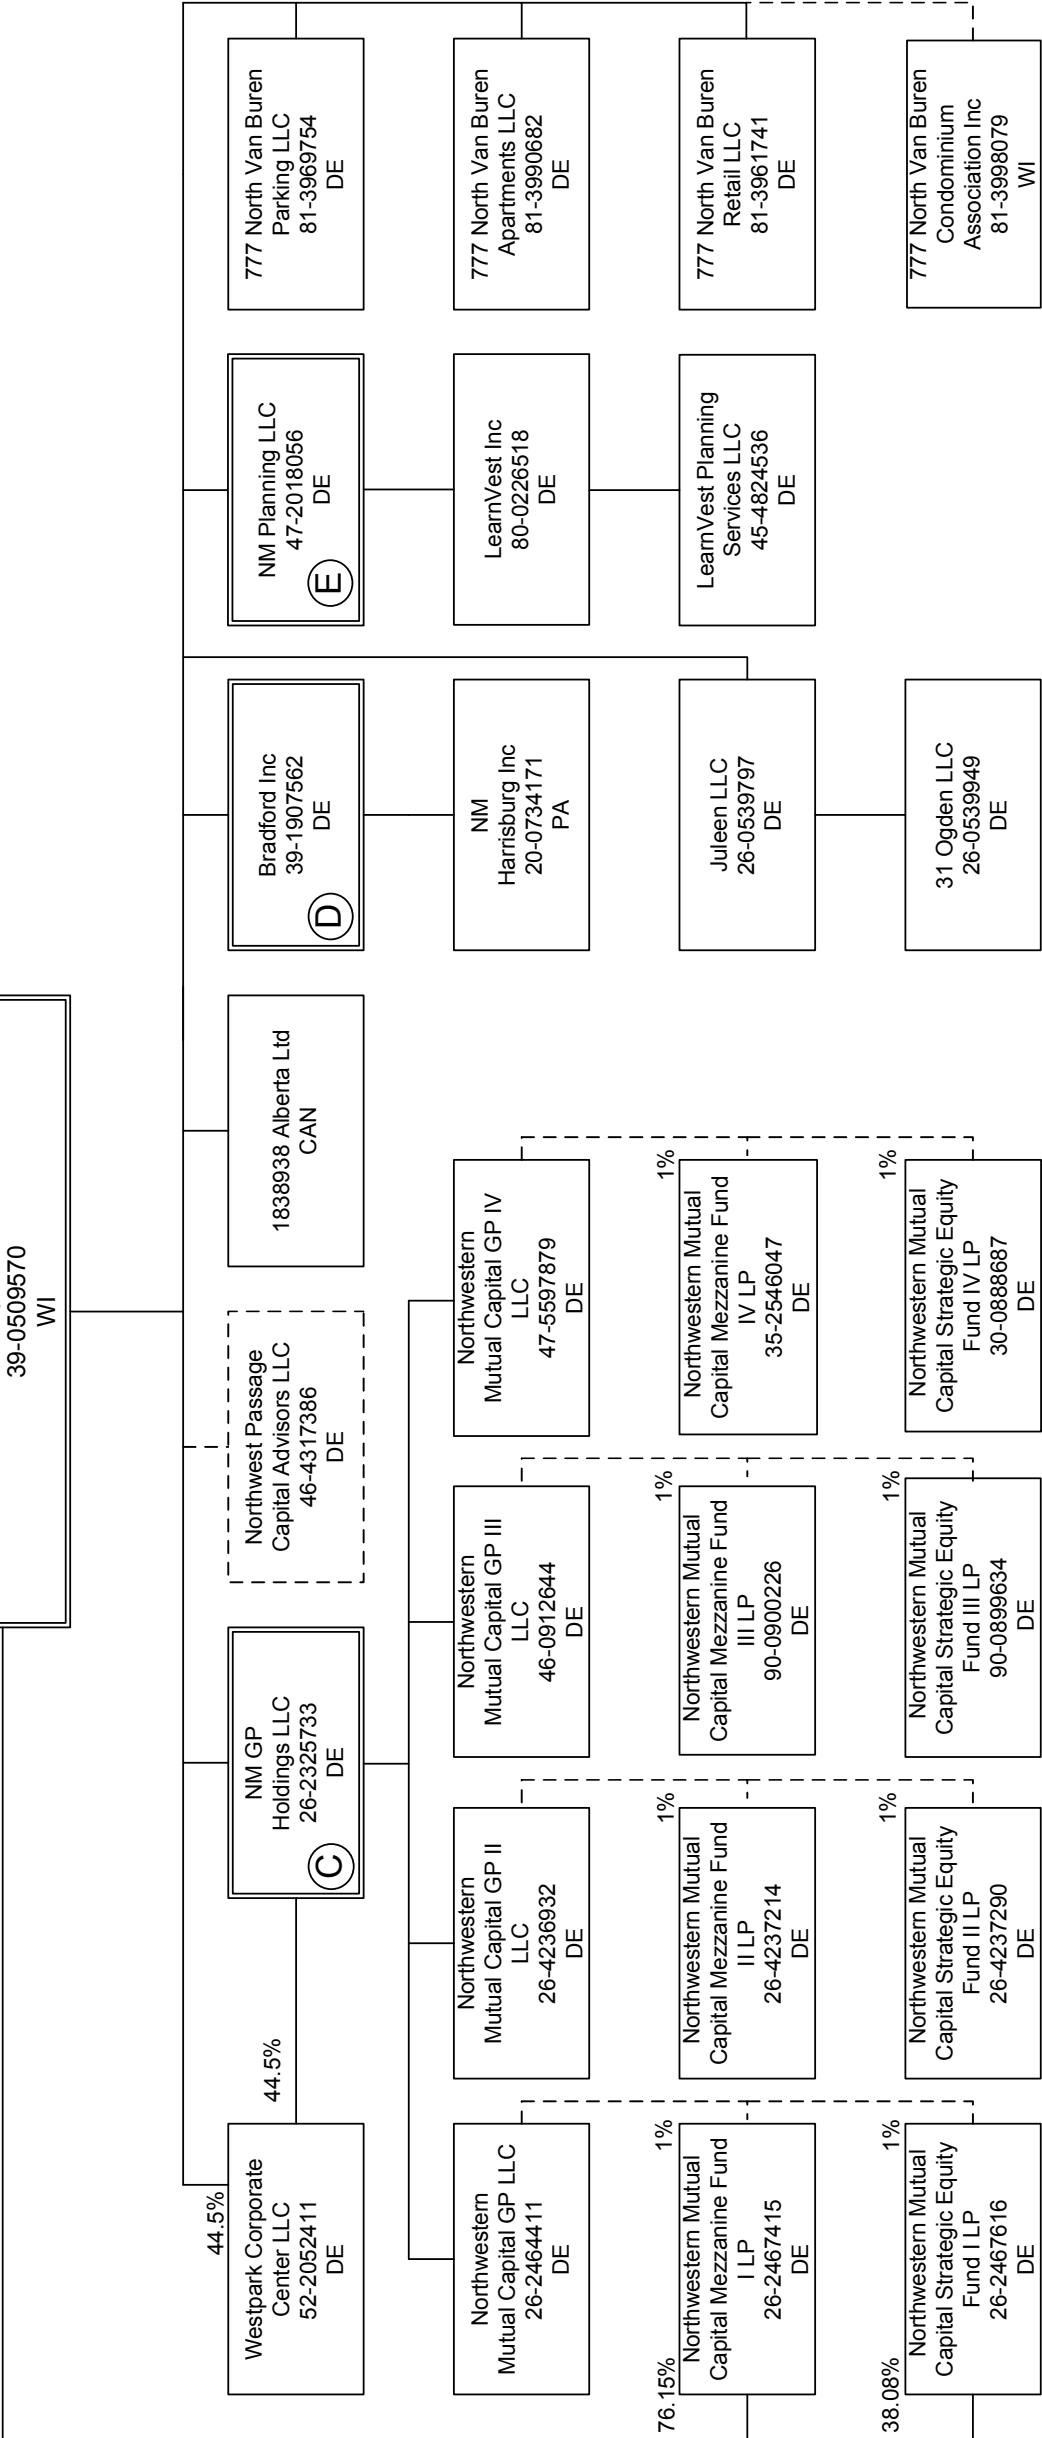 39-0509570
WI
44.5%
Westpark Corporate
Center LLC
52-2052411
DE
44.5%
NM GP
Holdings LLC
26-2325733
DE
C
Northwest Passage
Capital Advisors LLC
46-4317386
DE
1838938 Alberta Ltd
CAN
Bradford Inc
39-1907562
DE
D
NM Planning LLC
47-2018056
DE
E
777 North Van Buren
Parking LLC
81-3969754
DE
Northwestern
Mutual Capital GP LLC
26-2464411
DE
Northwestern
Mutual Capital GP II
LLC
26-4236932
DE
Northwestern
Mutual Capital GP III
LLC
46-0912644
DE
Northwestern
Mutual Capital GP IV
LLC
47-5597879
DE
NM
Harrisburg Inc
20-0734171
PA
LearnVest Inc
80-0226518
DE
777 North Van Buren
Apartments LLC
81-3990682
DE
76.15%
1%
Northwestern Mutual
Capital Mezzanine Fund
I LP
26-2467415
DE
1%
Northwestern Mutual
Capital Mezzanine Fund
II LP
26-4237214
DE
1%
Northwestern Mutual
Capital Mezzanine Fund
III LP
90-0900226
DE
1%
Northwestern Mutual
Capital Mezzanine Fund
IV LP
35-2546047
DE
Juleen LLC
26-0539797
DE
LearnVest Planning
Services LLC
45-4824536
DE
777 North Van Buren
Retail LLC
81-3961741
DE
38.08%
1%
Northwestern Mutual
Capital Strategic Equity
Fund I LP
26-2467616
DE
1%
Northwestern Mutual
Capital Strategic Equity
Fund II LP
26-4237290
DE
1%
Northwestern Mutual
Capital Strategic Equity
Fund III LP
90-0899634
DE
1%
Northwestern Mutual
Capital Strategic Equity
Fund IV LP
30-0888687
DE
31 Ogden LLC
26-0539949
DE
777 North Van Buren
Condominium
Association Inc
81-3998079
WI